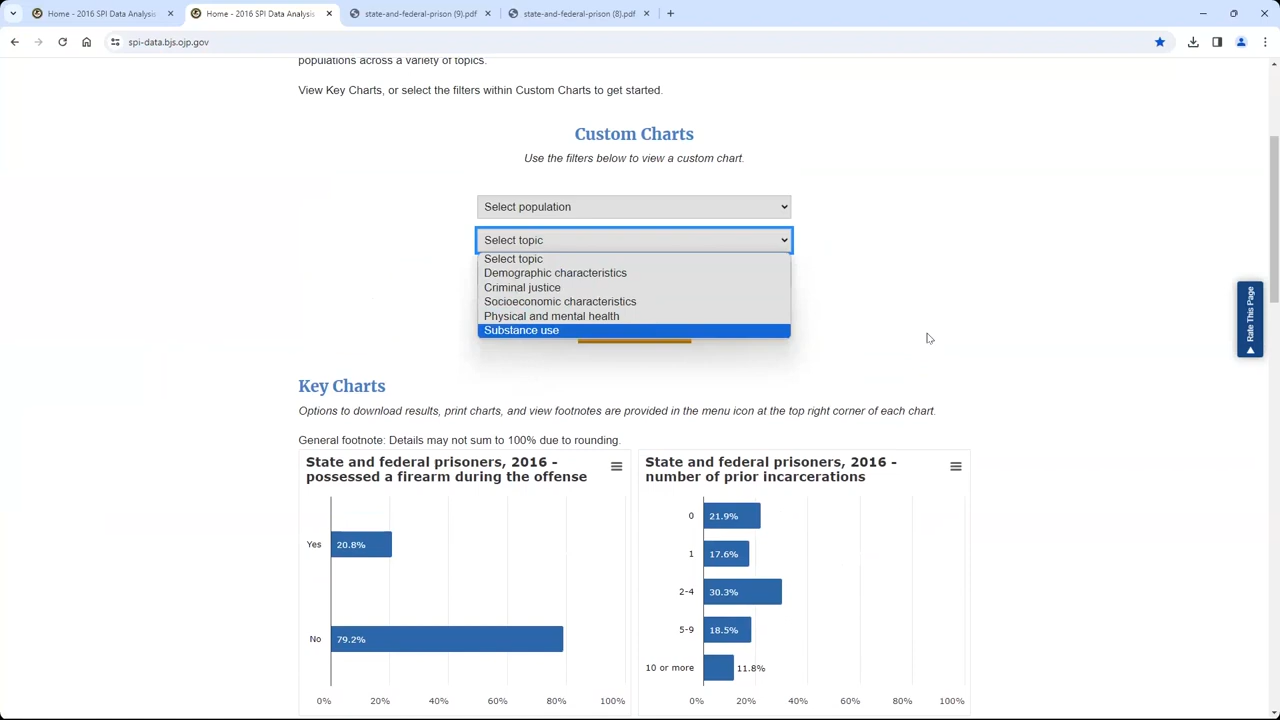 Home - 2016 SPI Data Analysis
Home - 2016 SPI Data Analysis
state-and-federal-prison (9).pdf
state-and-federal-prison (8).pdf
spi-data.bjs.ojp.gov
populations across a variety of topics.
View Key Charts, or select the filters within Custom Charts to get started.
Custom Charts
Use the filters below to view a custom chart.
Select population
Select topic
Select topic
Demographic characteristics
Criminal justice
Socioeconomic characteristics
Physical and mental health
Substance use
Rate This Page
Key Charts
Options to download results, print charts, and view footnotes are provided in the menu icon at the top right corner of each chart.
General footnote: Details may not sum to 100% due to rounding.
State and federal prisoners, 2016 -
possessed a firearm during the offense
Yes
20.8%
No
79.2%
0% 20% 40% 60% 80% 100%
State and federal prisoners, 2016 -
number of prior incarcerations
0
21.9%
1
17.6%
2-4
30.3%
5-9
18.5%
10 or more
11.8%
0% 20% 40% 60% 80% 100%